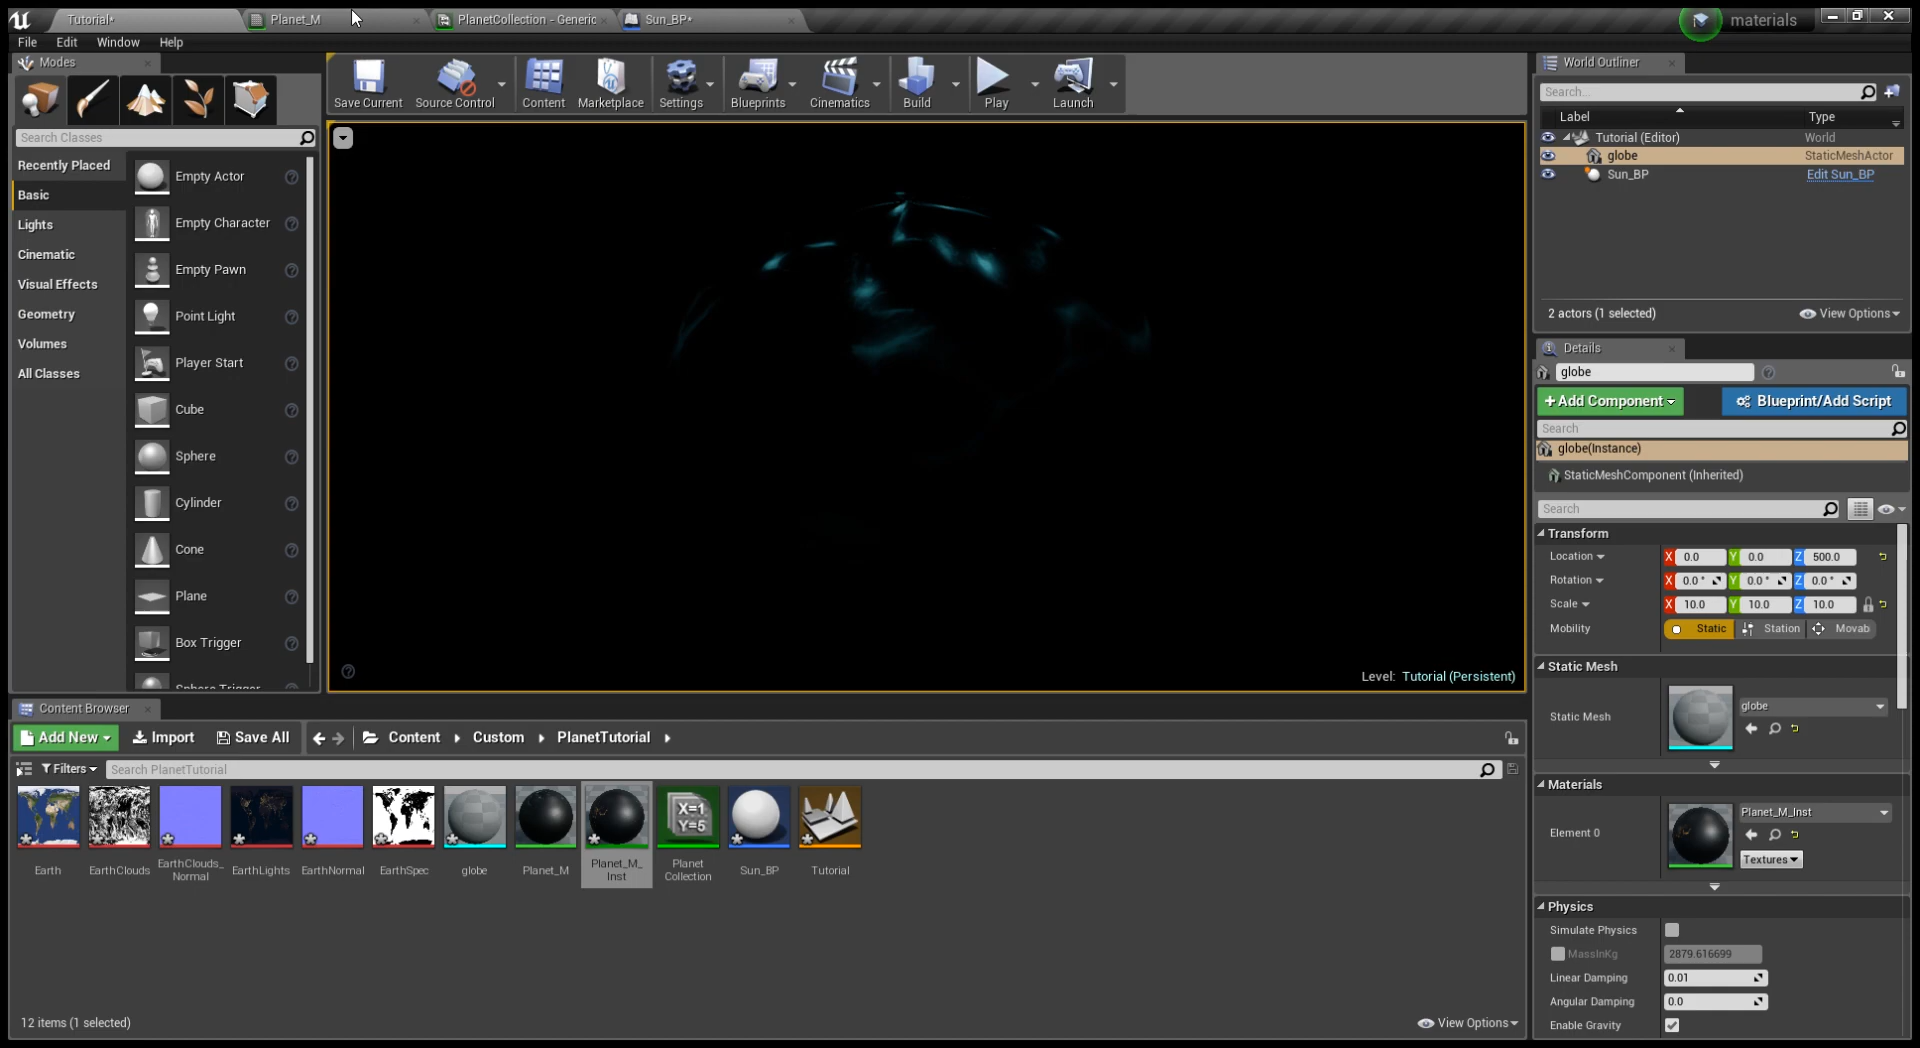 Tutorial*
Planet_M
PlanetCollection - Generic
Sun_BP*
materials
File Edit Window Help
Modes
Save Current
Source Control
Content
Marketplace
Settings
Blueprints
Cinematics
Build
Play
Launch
Search Classes
Recently Placed
Basic
Lights
Cinematic
Visual Effects
Geometry
Volumes
All Classes
Empty Actor
Empty Character
Empty Pawn
Point Light
Player Start
Cube
Sphere
Cylinder
Cone
Plane
Box Trigger
Sphere Trigger
Level: Tutorial (Persistent)
World Outliner
Search...
Label Type
Tutorial (Editor) World
globe StaticMeshActor
Sun_BP Edit Sun_BP
2 actors (1 selected) View Options
Details
globe
+Add Component
Blueprint/Add Script
Search
globe(Instance)
StaticMeshComponent (Inherited)
Search
Transform
Location X 0.0 Y 0.0 Z 500.0
Rotation X 0.0 ° Y 0.0 ° Z 0.0 °
Scale X 10.0 Y 10.0 Z 10.0
Mobility Static Station Movab
Static Mesh
Static Mesh globe
Materials
Element 0 Planet_M_Inst
Textures
Physics
Simulate Physics
MassInKg 2879.616699
Linear Damping 0.01
Angular Damping 0.0
Enable Gravity
Content Browser
Add New Import Save All Content Custom PlanetTutorial
Filters Search PlanetTutorial
X=1
Y=5
Earth
EarthClouds
EarthClouds_
Normal
EarthLights
EarthNormal
EarthSpec
globe
Planet_M
Planet_M_
Inst
Planet
Collection
Sun_BP
Tutorial
12 items (1 selected) View Options